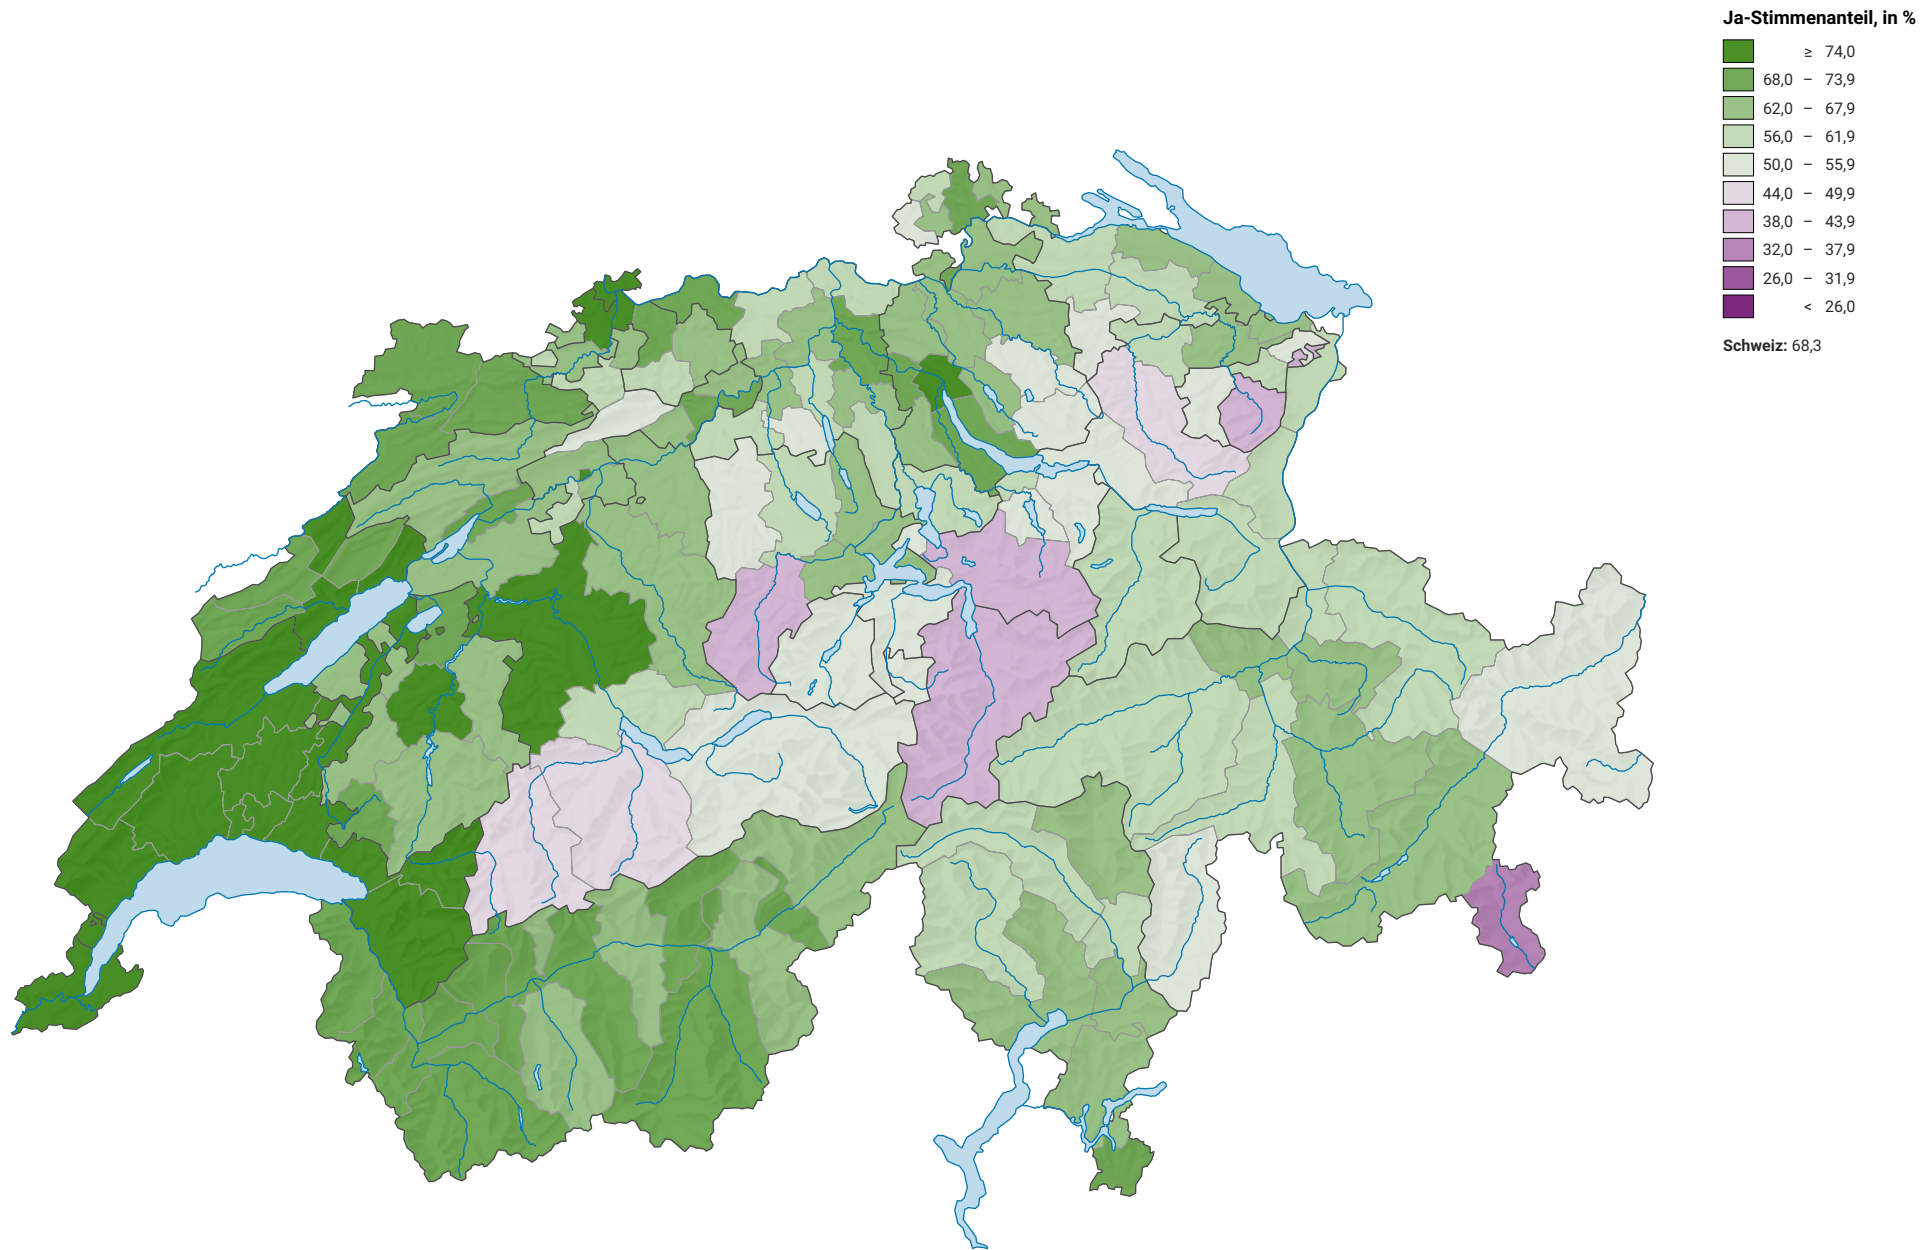 Ja-Stimmenanteil, in %
≥ 74,0
68,0 – 73,9
62,0 – 67,9
56,0 – 61,9
50,0 – 55,9
44,0 – 49,9
38,0 – 43,9
32,0 – 37,9
26,0 – 31,9
< 26,0
Schweiz: 68,3